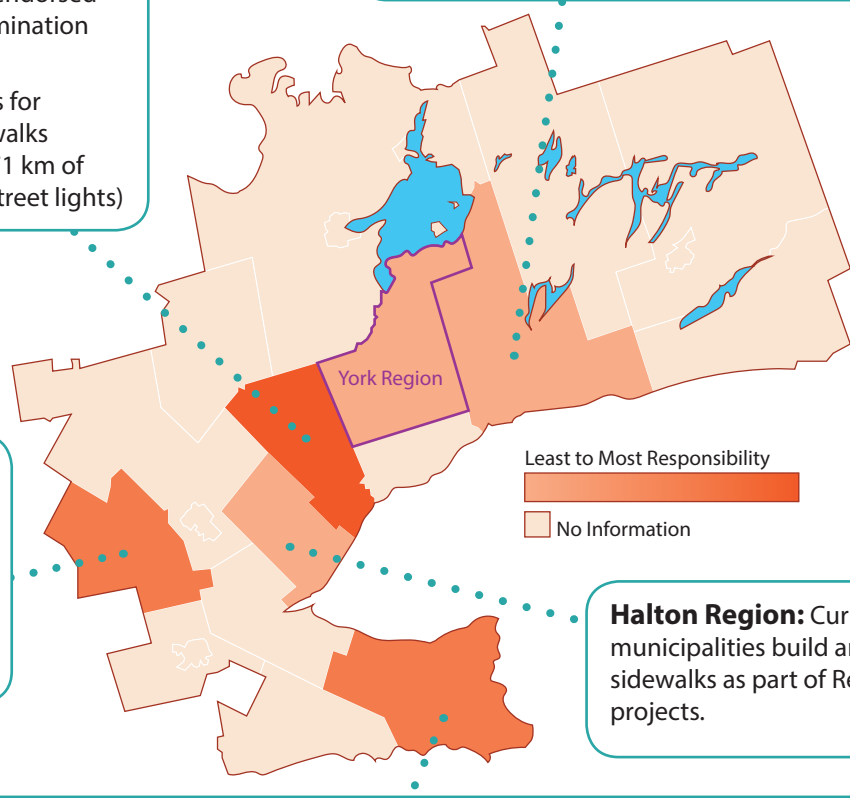 mination
s for
walks
1 km of
treet lights)
York Region
Least to Most Responsibility
No Information
Halton Region: Cur
municipalities build a
sidewalks as part of Re
projects.